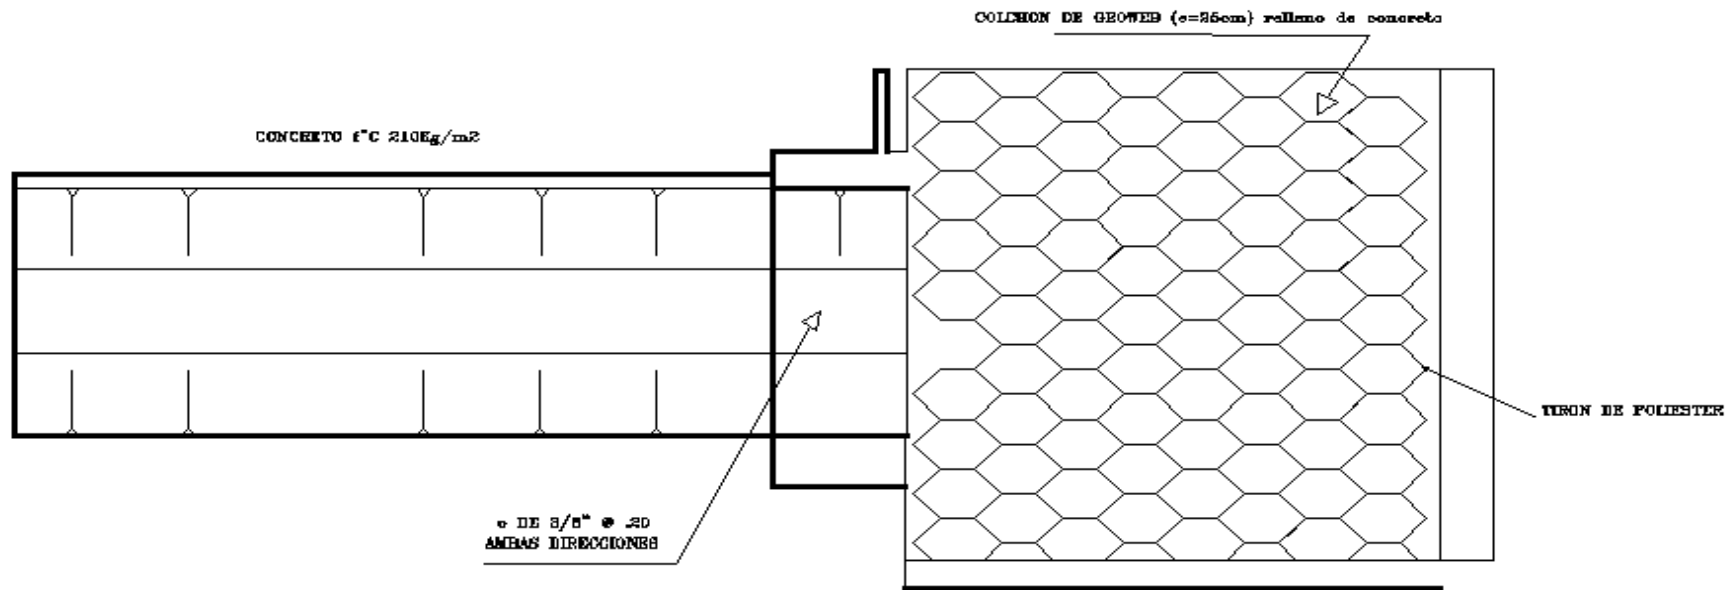 COLCHON DE GEOWEB (e=25cm) relleno de concreto
CONCRETO f'C 210Kg/m2
TIRON DE POLIESTER
ø DE 3/8" @ .20
AMBAS DIRECCIONES